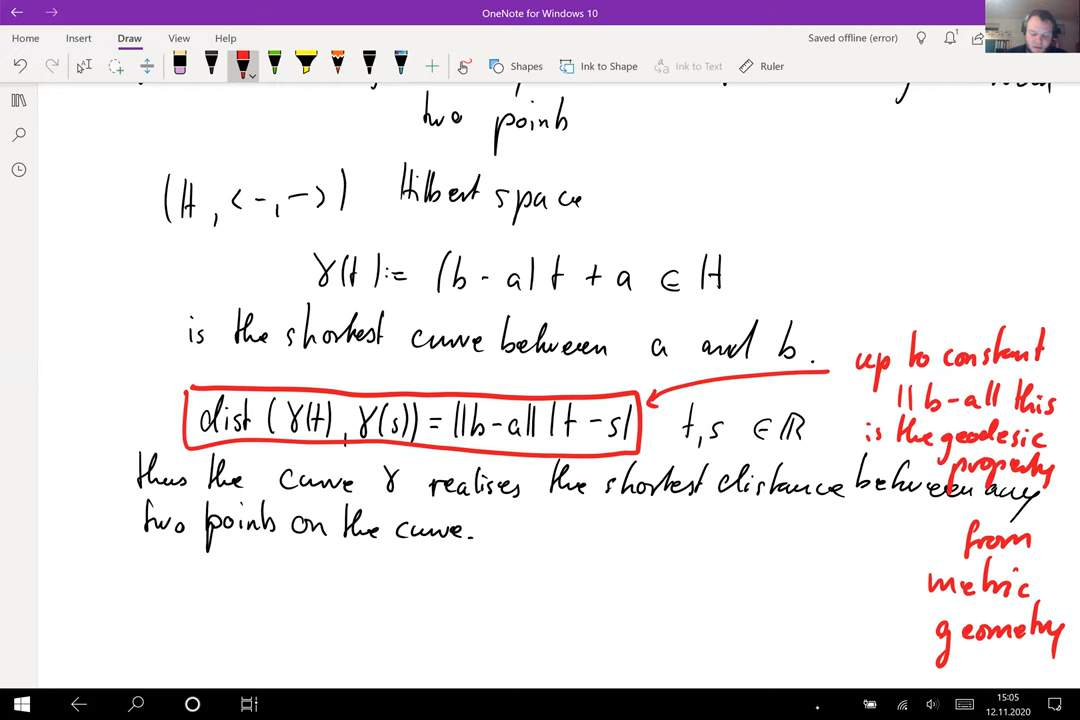 OneNote for Windows 10
Home Insert Draw View Help
Saved offline (error)
Shapes Ink to Shape Ink to Text Ruler
two points
(H, <-,->) Hilbert space
γ(t) := (b-a)t + a ∈ H
is the shortest curve between a and b.
up to constant
||b-a|| this
is the geodesic
property
from
metric
geometry
dist (γ(t), γ(s)) = ||b-a|| |t-s| t,s ∈ ℝ
thus the curve γ realises the shortest distance between any
two points on the curve.
15:05
12.11.2020